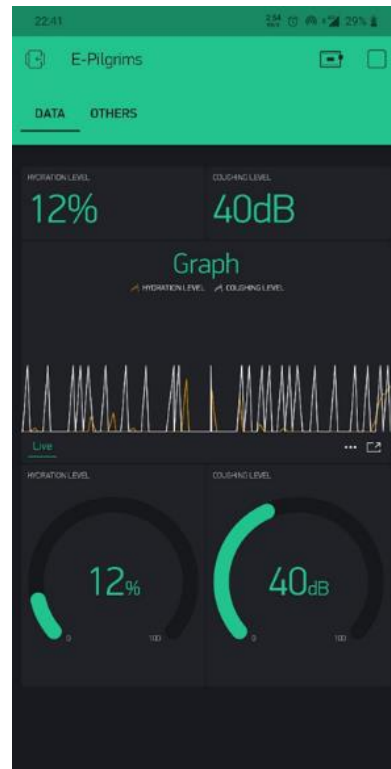 22:41
29%
E-Pilgrims
DATA OTHERS
HYDRATION LEVEL COUGHING LEVEL
12% 40dB
Graph
HYDRATION LEVEL COUGHING LEVEL
Live
HYDRATION LEVEL COUGHING LEVEL
12% 40dB
0 100 0 100